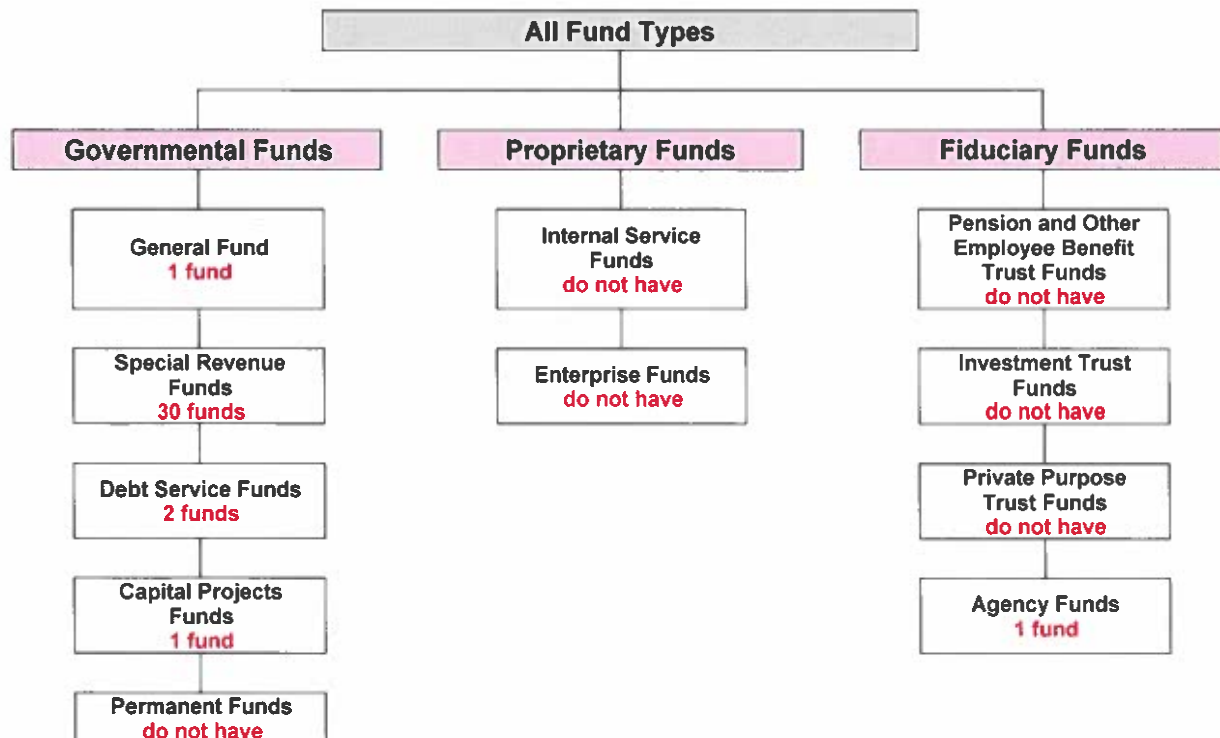 All Fund Types
Governmental Funds
General Fund
1 fund
Special Revenue
Funds
30 funds
Debt Service Funds
2 funds
Capital Projects
Funds
1 fund
Permanent Funds
do not have
Proprietary Funds
Internal Service
Funds
do not have
Enterprise Funds
do not have
Fiduciary Funds
Pension and Other
Employee Benefit
Trust Funds
do not have
Investment Trust
Funds
do not have
Private Purpose
Trust Funds
do not have
Agency Funds
1 fund